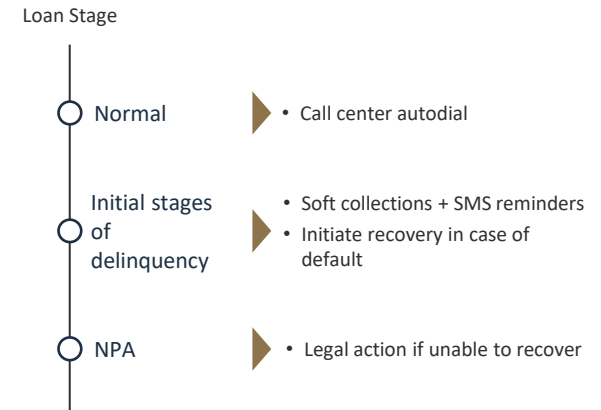 Loan Stage
Normal
• Call center autodial
Initial stages
of
delinquency
• Soft collections + SMS reminders
• Initiate recovery in case of
default
NPA
• Legal action if unable to recover